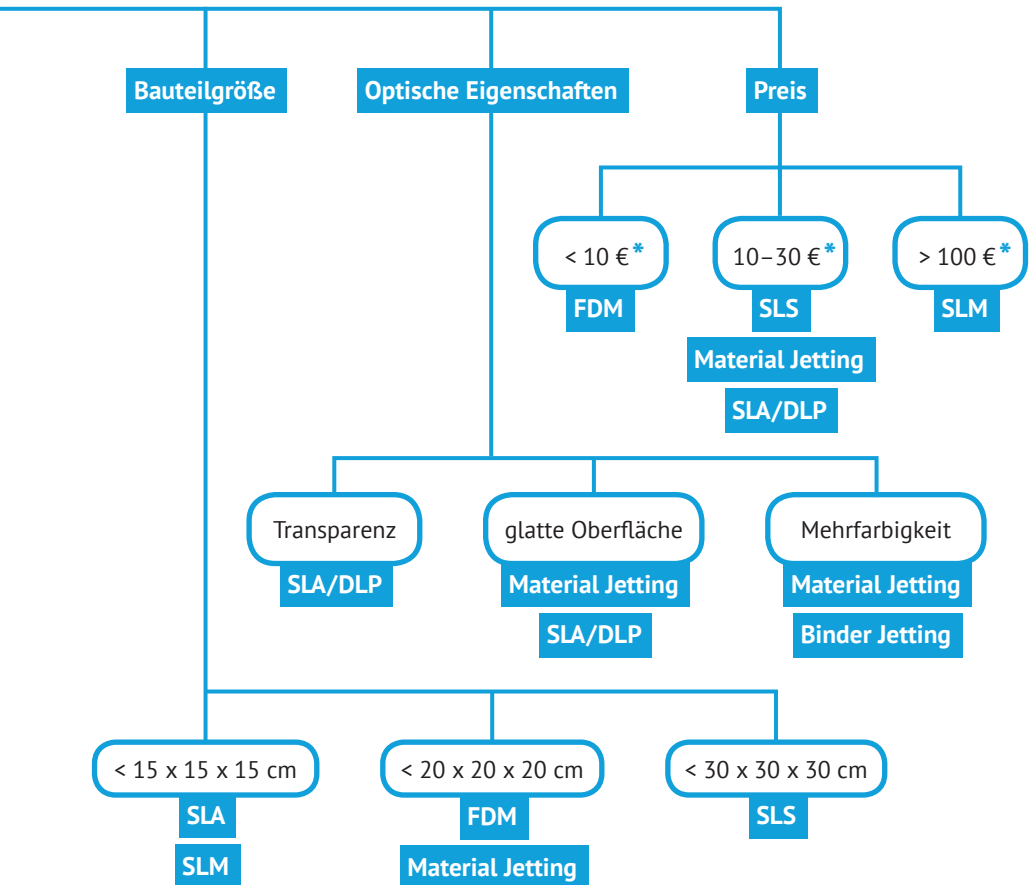 Bauteilgröße
Optische Eigenschaften
Preis
< 10 €*
10–30 €*
> 100 €*
FDM
SLS
SLM
Material Jetting
SLA/DLP
Transparenz
glatte Oberfläche
Mehrfarbigkeit
SLA/DLP
Material Jetting
Material Jetting
SLA/DLP
Binder Jetting
< 15 x 15 x 15 cm
< 20 x 20 x 20 cm
< 30 x 30 x 30 cm
SLA
FDM
SLS
SLM
Material Jetting